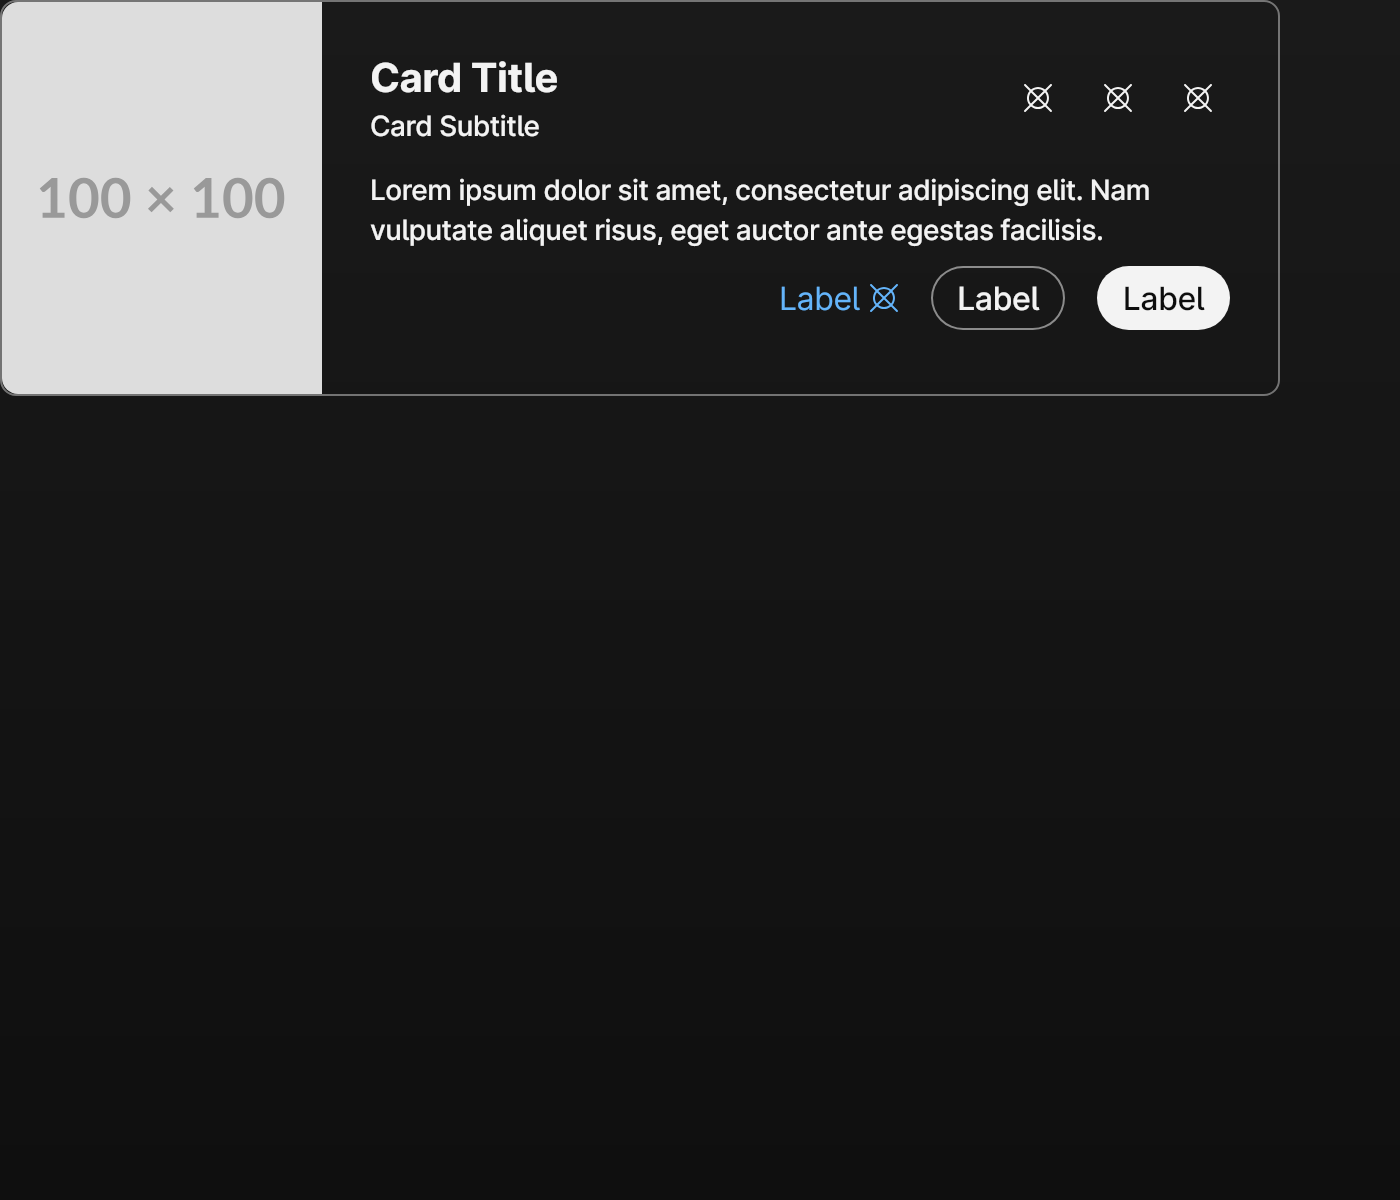 100 × 100
Card Title
Card Subtitle
Lorem ipsum dolor sit amet, consectetur adipiscing elit. Nam
vulputate aliquet risus, eget auctor ante egestas facilisis.
Label
Label
Label